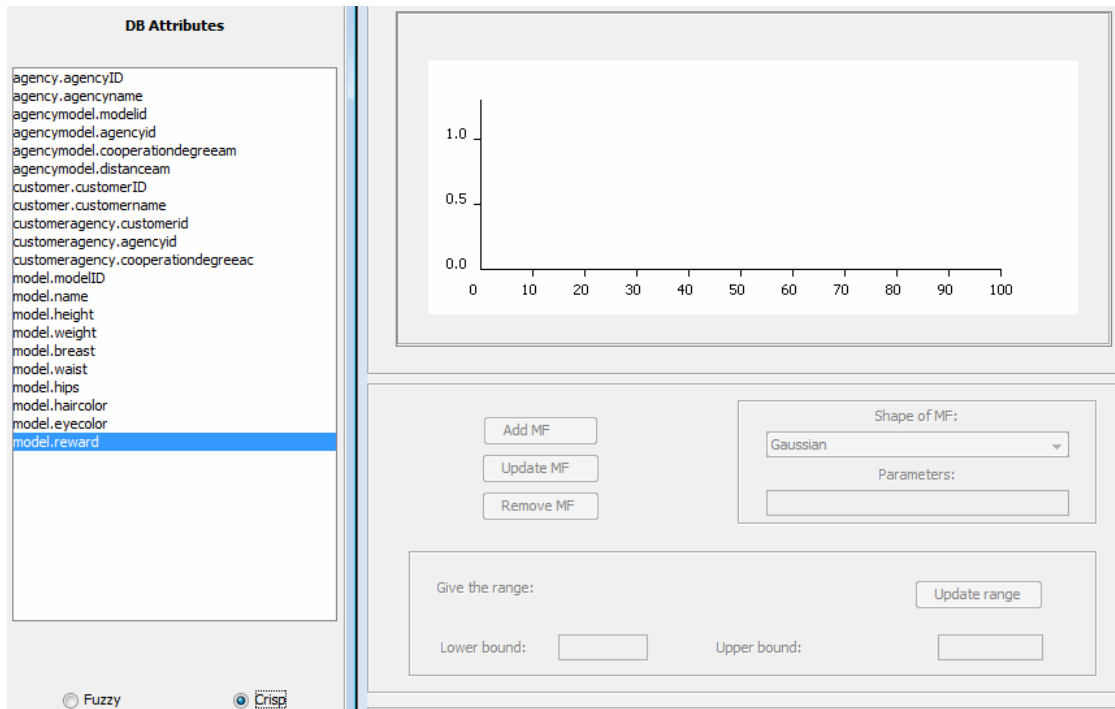 DB Attributes
agency.agencyID
agency.agencyname
agencymodel.modelid
agencymodel.agencyid
agencymodel.cooperationdegreeam
agencymodel.distanceam
customer.customerID
customer.customername
customeragency.customerid
customeragency.agencyid
customeragency.cooperationdegreeac
model.modelID
model.name
model.height
model.weight
model.breast
model.waist
model.hips
model.haircolor
model.eyecolor
model.reward
Fuzzy Crisp
1.0
0.5
0.0
0 10 20 30 40 50 60 70 80 90 100
Add MF
Update MF
Remove MF
Shape of MF:
Gaussian
Parameters:
Give the range:
Update range
Lower bound: Upper bound: